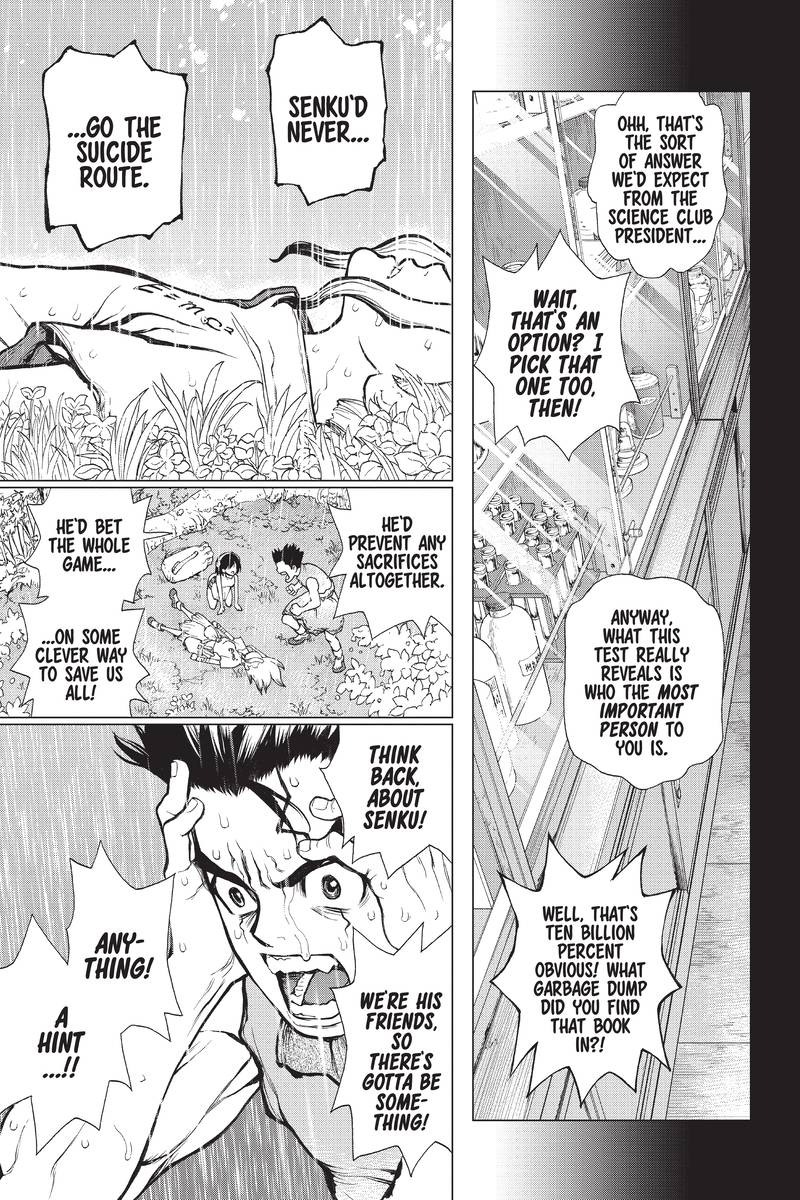 OHH, THAT'S
THE SORT
OF ANSWER
WE'D EXPECT
FROM THE
SCIENCE CLUB
PRESIDENT...
WAIT,
THAT'S AN
OPTION? I
PICK THAT
ONE TOO,
THEN!
ANYWAY,
WHAT THIS
TEST REALLY
REVEALS IS
WHO THE MOST
IMPORTANT
PERSON TO
YOU IS.
WELL, THAT'S
TEN BILLION
PERCENT
OBVIOUS! WHAT
GARBAGE DUMP
DID YOU FIND
THAT BOOK
IN?!
SENKU'D
NEVER...
...GO THE
SUICIDE
ROUTE.
E=mc²
HE'D
PREVENT ANY
SACRIFICES
ALTOGETHER.
HE'D BET
THE WHOLE
GAME...
...ON SOME
CLEVER WAY
TO SAVE US
ALL!
THINK
BACK,
ABOUT
SENKU!
WE'RE HIS
FRIENDS,
SO
THERE'S
GOTTA BE
SOME-
THING!
ANY-
THING!
A
HINT
...!!